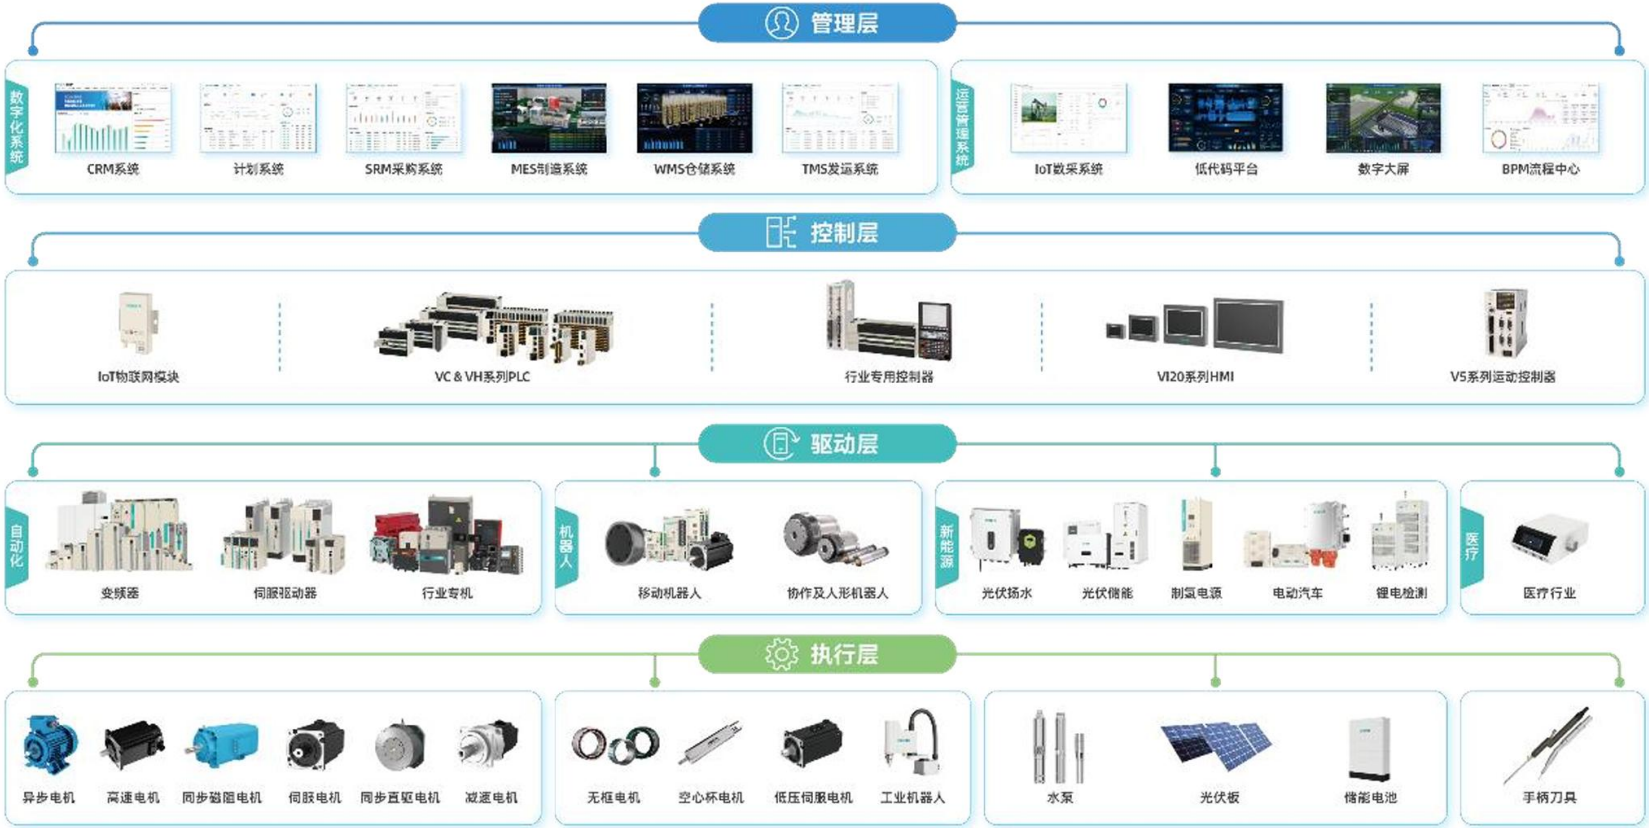 管理层
数字化系统
CRM系统
计划系统
SRM采购系统
MES制造系统
WMS仓储系统
TMS发运系统
运营管理系统
IoT数采系统
低代码平台
数字大屏
BPM流程中心
控制层
IoT物联网模块
VC & VH系列PLC
行业专用控制器
VI20系列HMI
V5系列运动控制器
驱动层
自动化
变频器
伺服驱动器
行业专机
机器人
移动机器人
协作及人形机器人
新能源
光伏扬水
光伏储能
制氢电源
电动汽车
锂电检测
医疗
医疗行业
执行层
异步电机
高速电机
同步磁阻电机
伺服电机
同步直驱电机
减速电机
无框电机
空心杯电机
低压伺服电机
工业机器人
水泵
光伏板
储能电池
手柄刀具